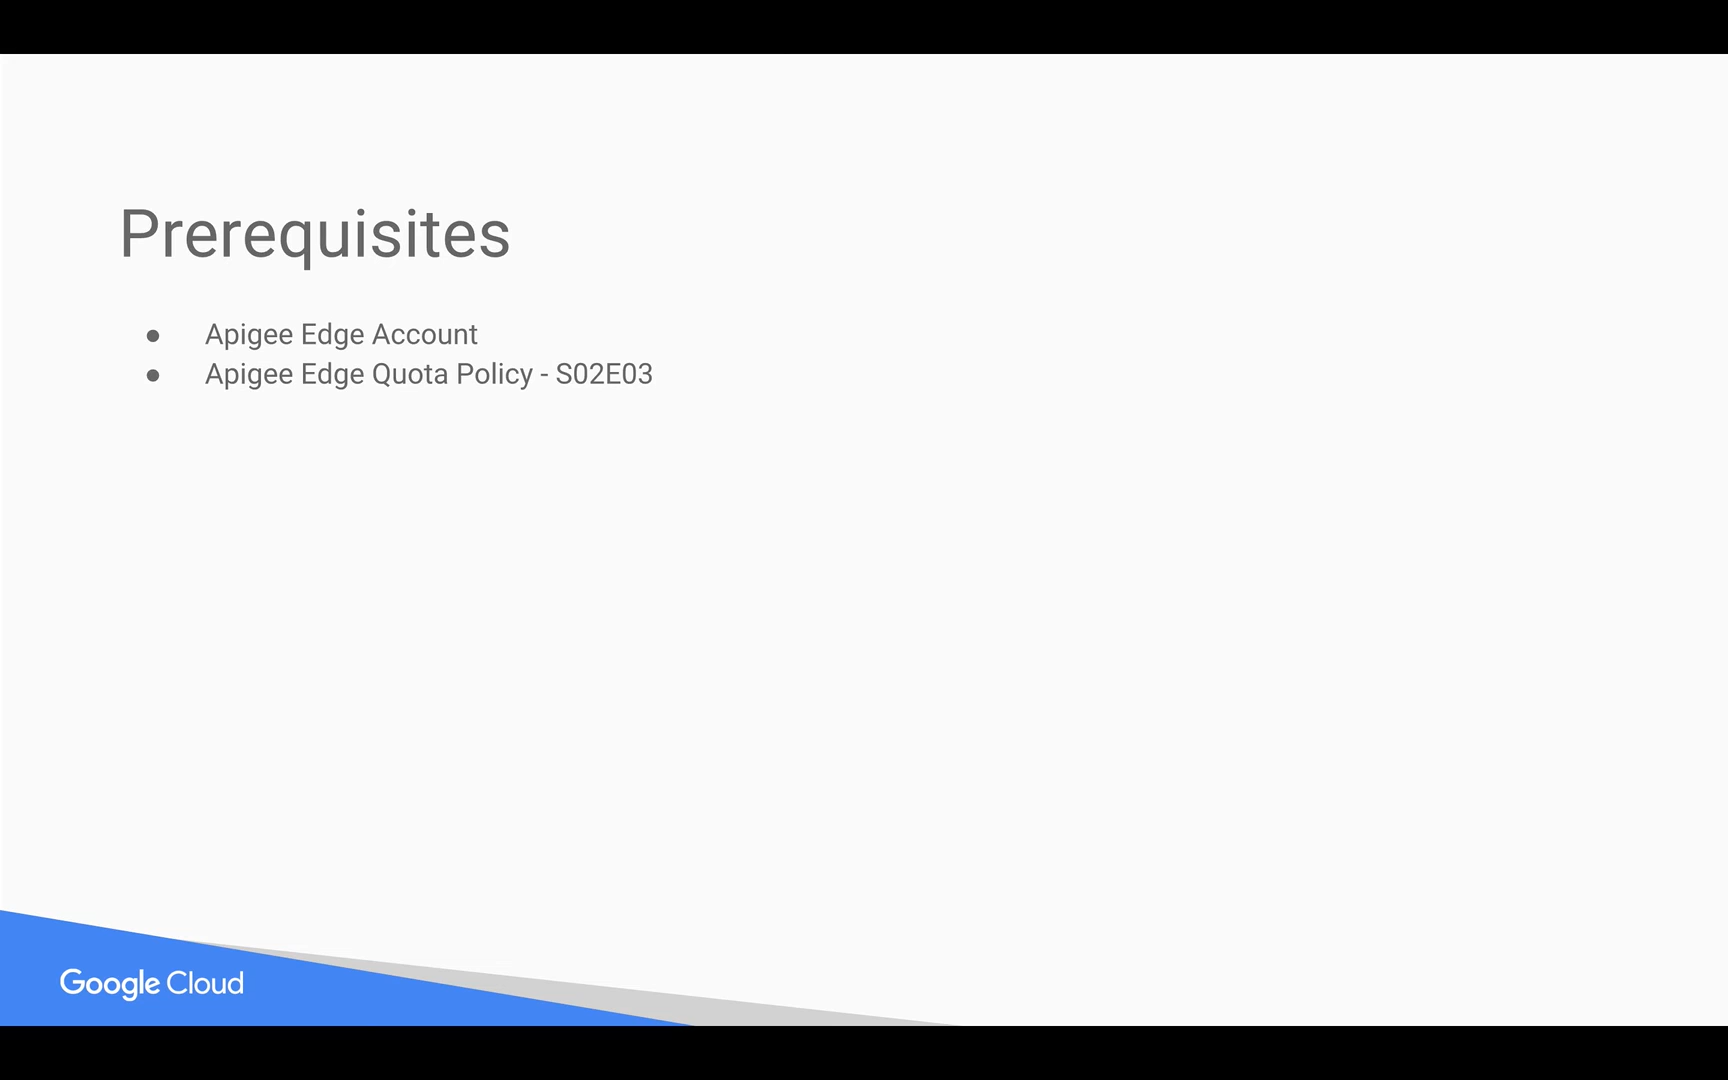 Prerequisites
● Apigee Edge Account
● Apigee Edge Quota Policy - S02E03
Google Cloud